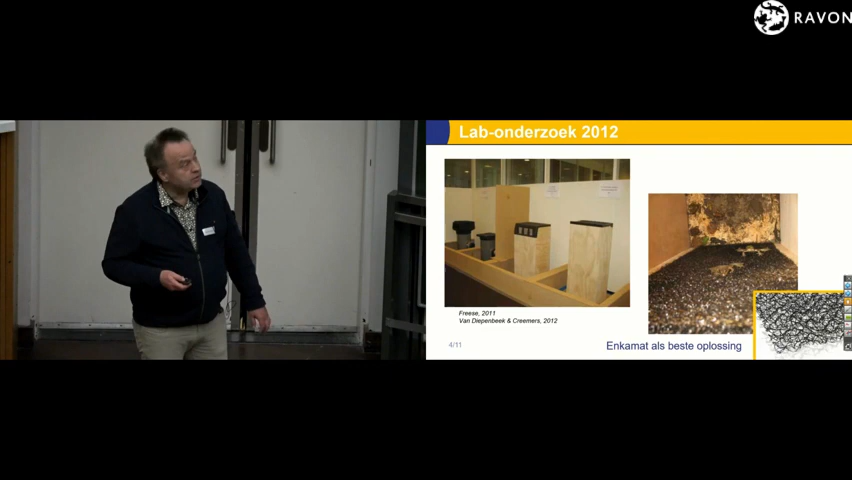 RAVON
Lab-onderzoek 2012
Freese, 2011
Van Diepenbeek & Creemers, 2012
4/11
Enkamat als beste oplossing